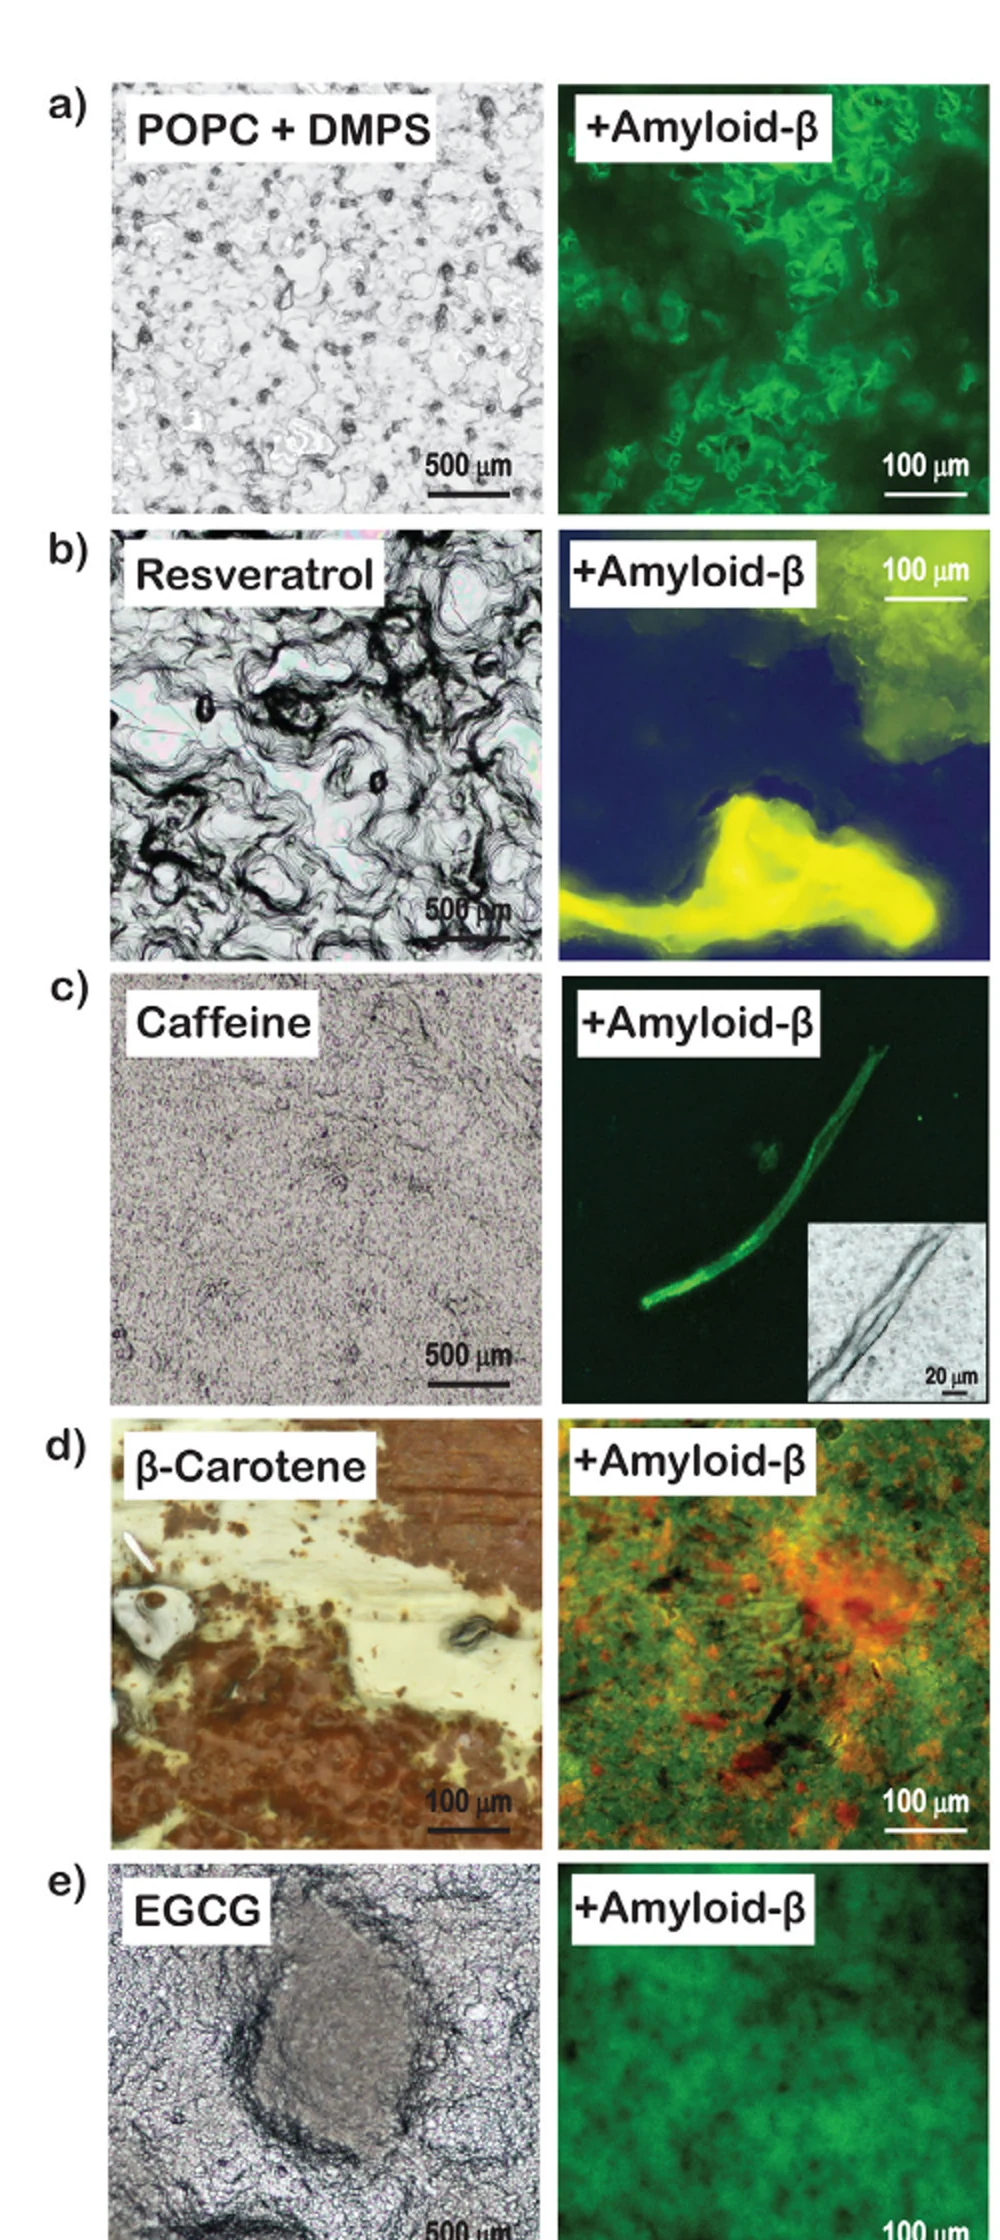 a)
POPC + DMPS
+Amyloid-β
500 μm
100 μm
b)
Resveratrol
+Amyloid-β
100 μm
500 μm
c)
Caffeine
+Amyloid-β
500 μm
20 μm
d)
β-Carotene
+Amyloid-β
100 μm
100 μm
e)
EGCG
+Amyloid-β
500 μm
100 μm